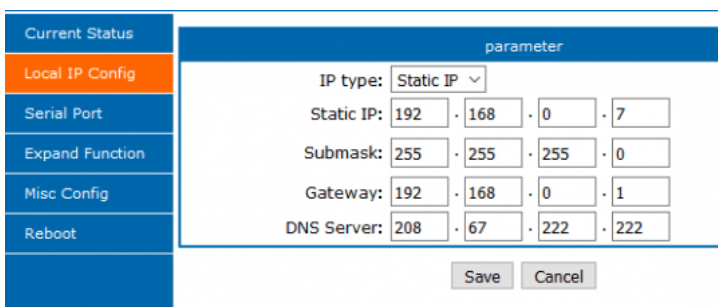 Current Status
Local IP Config
Serial Port
Expand Function
Misc Config
Reboot
parameter
IP type: Static IP
Static IP: 192 . 168 . 0 . 7
Submask: 255 . 255 . 255 . 0
Gateway: 192 . 168 . 0 . 1
DNS Server: 208 . 67 . 222 . 222
Save Cancel